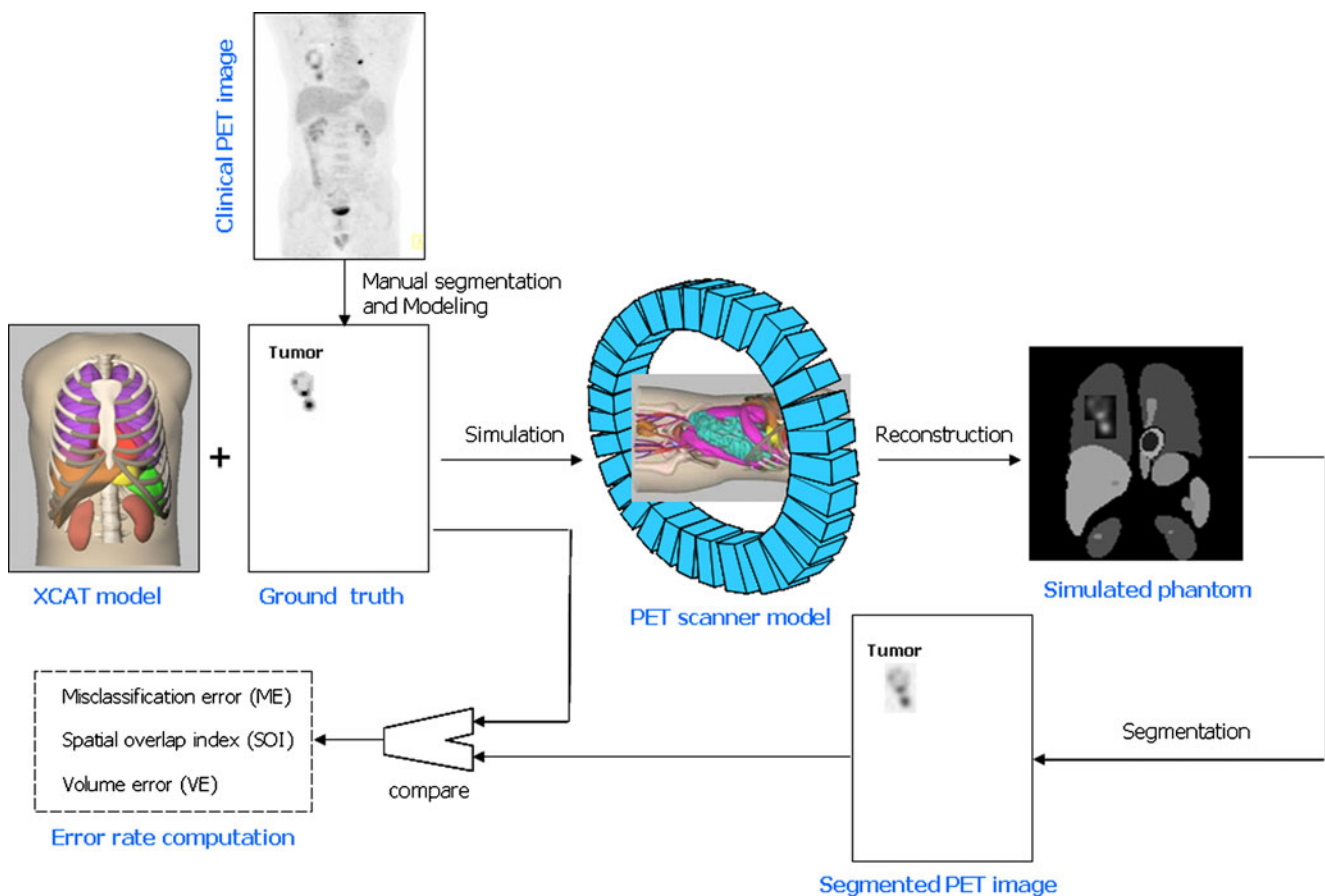 Clinical PET image
Manual segmentation
and Modeling
Tumor
Simulation
Reconstruction
+
XCAT model
Ground truth
PET scanner model
Simulated phantom
Tumor
Misclassification error (ME)
Spatial overlap index (SOI)
Volume error (VE)
compare
Segmentation
Error rate computation
Segmented PET image